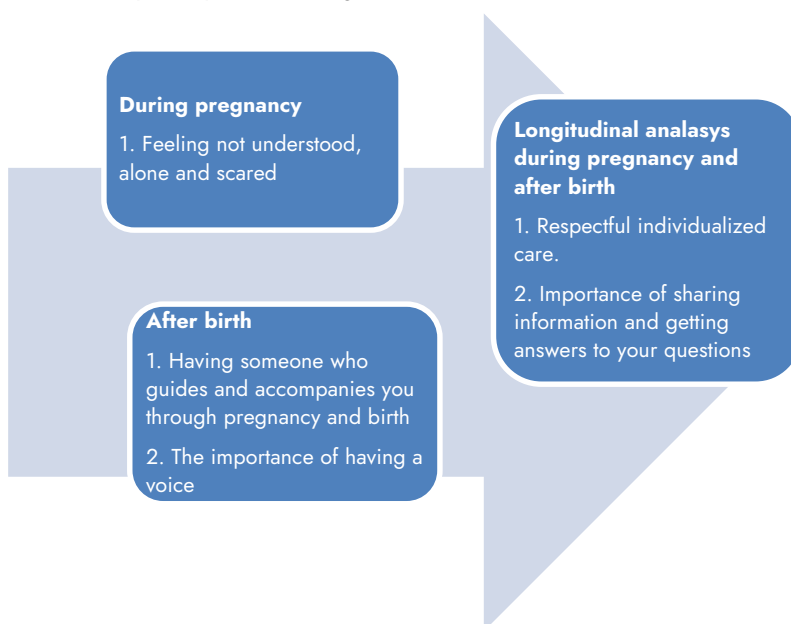 During pregnancy
1. Feeling not understood,
alone and scared
After birth
1. Having someone who
guides and accompanies you
through pregnancy and birth
2. The importance of having a
voice
Longitudinal analasys
during pregnancy and
after birth
1. Respectful individualized
care.
2. Importance of sharing
information and getting
answers to your questions